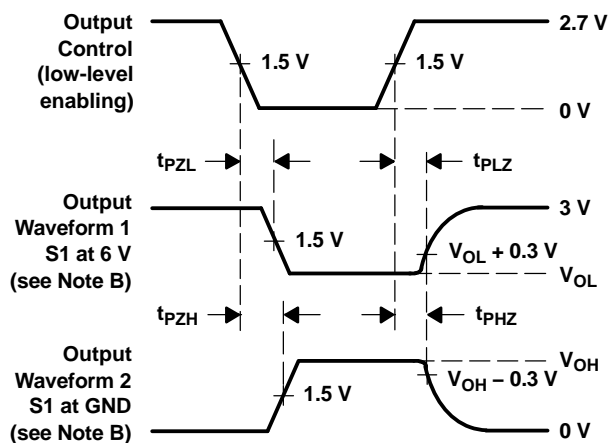 Output
Control
(low-level
enabling)
1.5 V
1.5 V
2.7 V
0 V
tPZL
tPLZ
Output
Waveform 1
S1 at 6 V
(see Note B)
1.5 V
3 V
VOL + 0.3 V
VOL
tPZH
tPHZ
Output
Waveform 2
S1 at GND
(see Note B)
1.5 V
VOH
VOH − 0.3 V
0 V